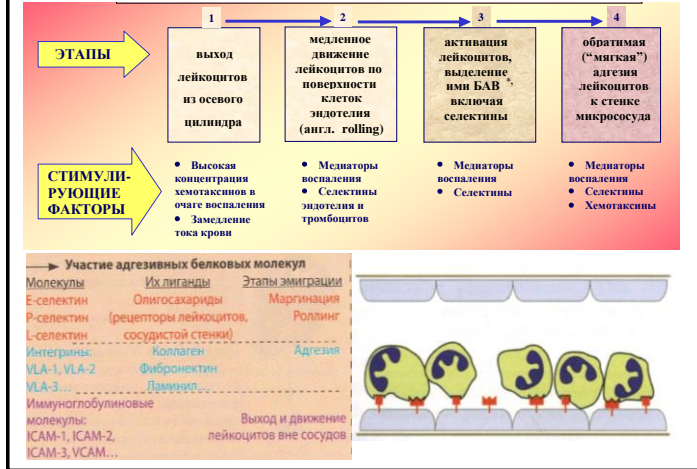 1
2
3
4
ЭТАПЫ
выход
лейкоцитов
из осевого
цилиндра
медленное
движение
лейкоцитов по
поверхности
клеток
эндотелия
(англ. rolling)
активация
лейкоцитов,
выделение
ими БАВ *,
включая
селектины
обратимая
(“мягкая”)
адгезия
лейкоцитов
к стенке
микрососуда
СТИМУЛИ-
РУЮЩИЕ
ФАКТОРЫ
• Высокая
концентрация
хемотаксинов в
очаге воспаления
• Замедление
тока крови
• Медиаторы
воспаления
• Селектины
эндотелия и
тромбоцитов
• Медиаторы
воспаления
• Селектины
• Медиаторы
воспаления
• Селектины
• Хемотаксины
Участие адгезивных белковых молекул
Молекулы Их лиганды Этапы эмиграции
Е-селектин Олигосахариды Маргинация
Р-селектин (рецепторы лейкоцитов, Роллинг
L-селектин сосудистой стенки)
Интегрины: Коллаген Адгезия
VLA-1, VLA-2 Фибронектин
VLA-3... Ламинил...
Иммуноглобулиновые
молекулы: Выход и движение
ICAM-1, ICAM-2, лейкоцитов вне сосудов
ICAM-3, VCAM...